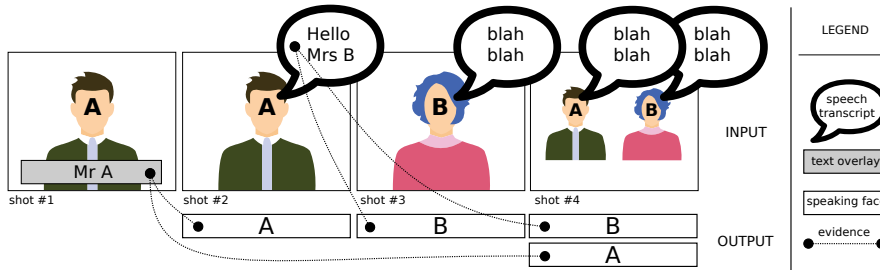 Hello
Mrs B
blah
blah
blah
blah
blah
blah
A
A
B
A
B
Mr A
shot #1
shot #2
shot #3
shot #4
INPUT
A
B
B
A
OUTPUT
LEGEND
speech
transcript
text overlay
speaking face
evidence